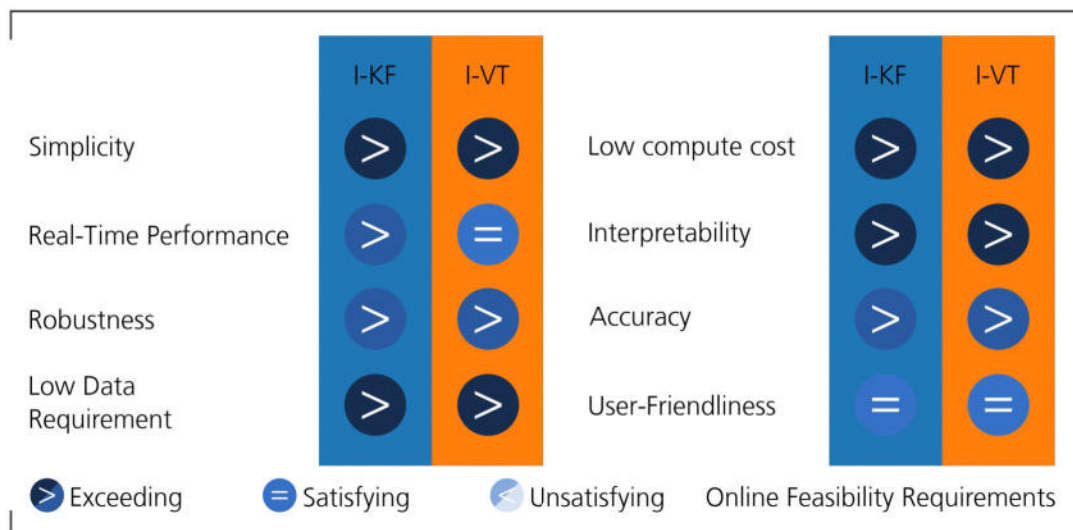 I-KF I-VT
Simplicity > >
Real-Time Performance > =
Robustness > >
Low Data
Requirement > >
I-KF I-VT
Low compute cost > >
Interpretability > >
Accuracy > >
User-Friendliness = =
> Exceeding = Satisfying < Unsatisfying Online Feasibility Requirements